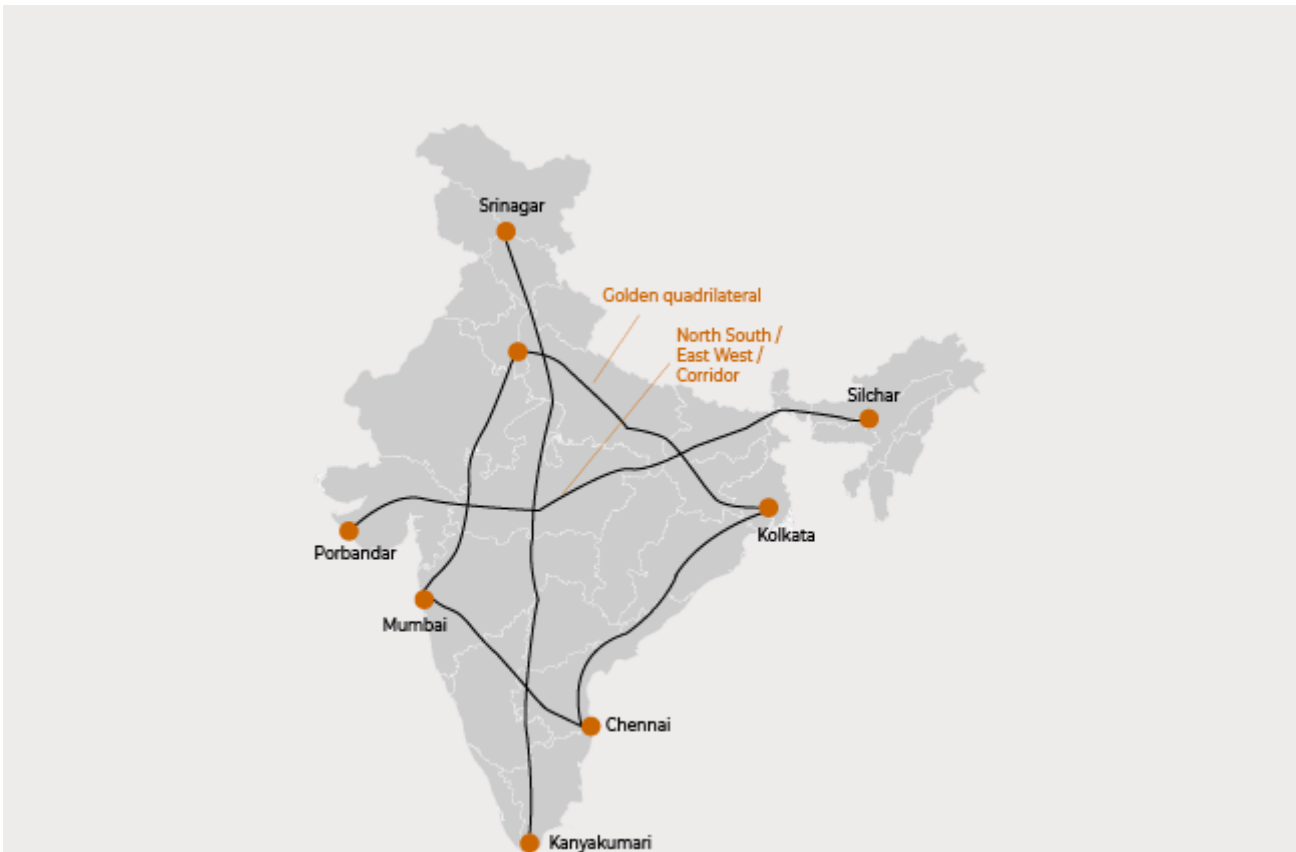 Srinagar
Golden quadrilateral
North South /
East West /
Corridor
Silchar
Kolkata
Porbandar
Mumbai
Chennai
Kanyakumari